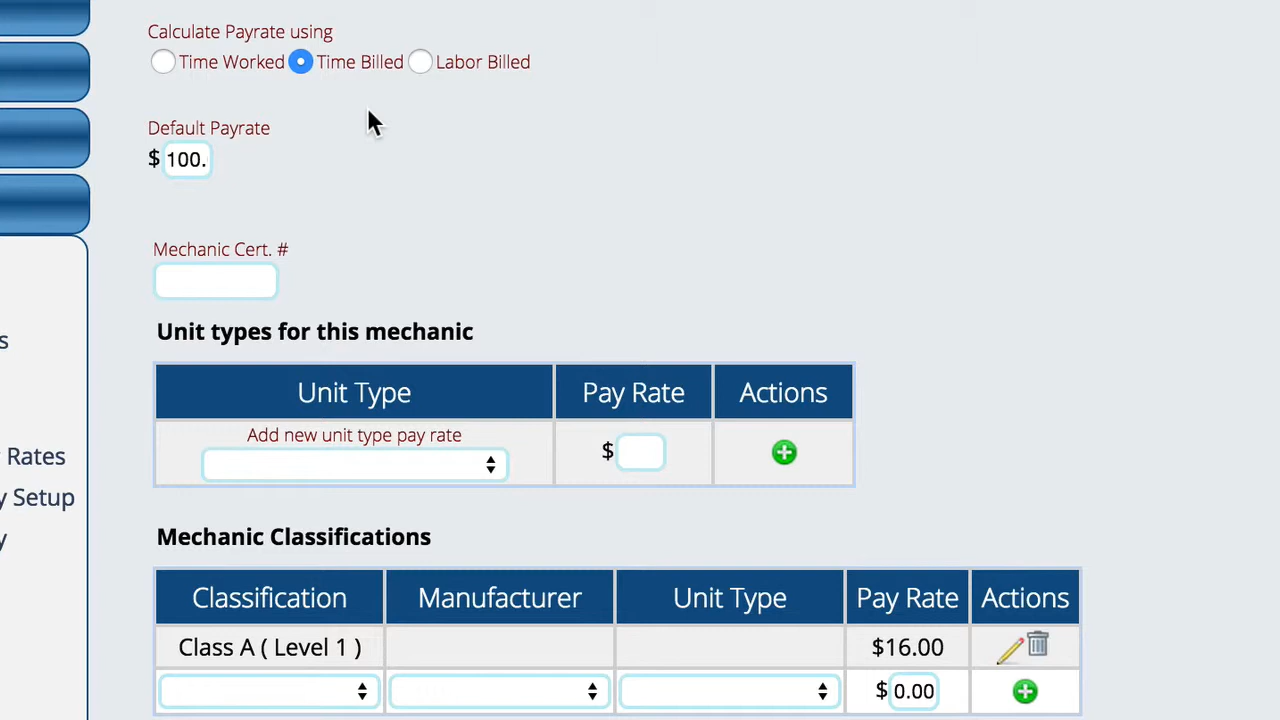 Calculate Payrate using
Time Worked Time Billed Labor Billed
Default Payrate
$ 100.
Mechanic Cert. #
Unit types for this mechanic
Unit Type Pay Rate Actions
Add new unit type pay rate
$
Mechanic Classifications
Classification Manufacturer Unit Type Pay Rate Actions
Class A ( Level 1 ) $16.00
$ 0.00
s
Rates
y Setup
y